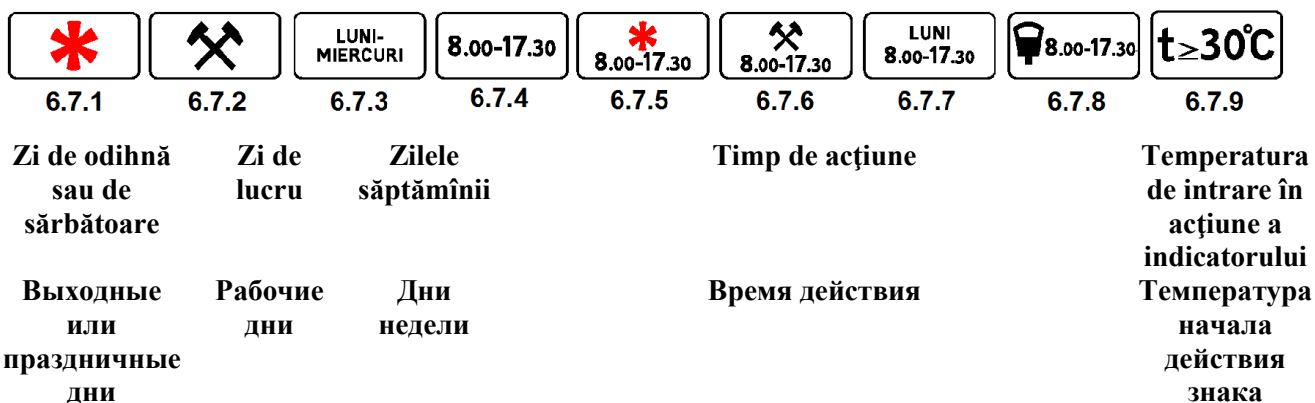 LUNI-
MIERCURI
8.00-17.30
8.00-17.30
8.00-17.30
LUNI
8.00-17.30
8.00-17.30
t≥30°C
6.7.1 6.7.2 6.7.3 6.7.4 6.7.5 6.7.6 6.7.7 6.7.8 6.7.9
Zi de odihnă
sau de
sărbătoare
Zi de
lucru
Zilele
săptămînii
Timp de acţiune
Temperatura
de intrare în
acţiune a
indicatorului
Выходные
или
праздничные
дни
Рабочие
дни
Дни
недели
Время действия
Температура
начала
действия
знака